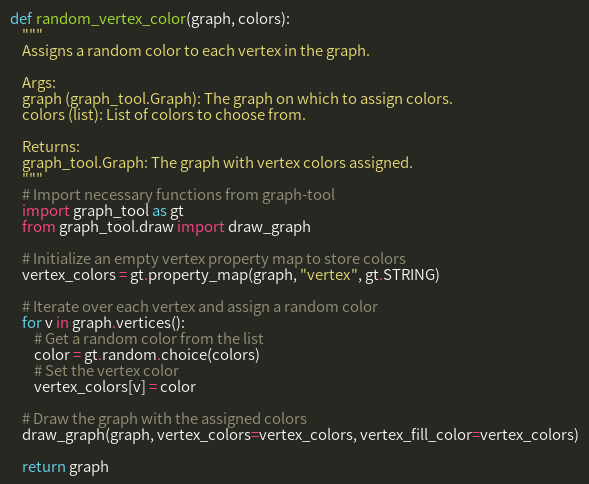 def random_vertex_color(graph, colors):
"""
Assigns a random color to each vertex in the graph.
Args:
graph (graph_tool.Graph): The graph on which to assign colors.
colors (list): List of colors to choose from.
Returns:
graph_tool.Graph: The graph with vertex colors assigned.
"""
# Import necessary functions from graph-tool
import graph_tool as gt
from graph_tool.draw import draw_graph
# Initialize an empty vertex property map to store colors
vertex_colors = gt.property_map(graph, "vertex", gt.STRING)
# Iterate over each vertex and assign a random color
for v in graph.vertices():
# Get a random color from the list
color = gt.random.choice(colors)
# Set the vertex color
vertex_colors[v] = color
# Draw the graph with the assigned colors
draw_graph(graph, vertex_colors=vertex_colors, vertex_fill_color=vertex_colors)
return graph